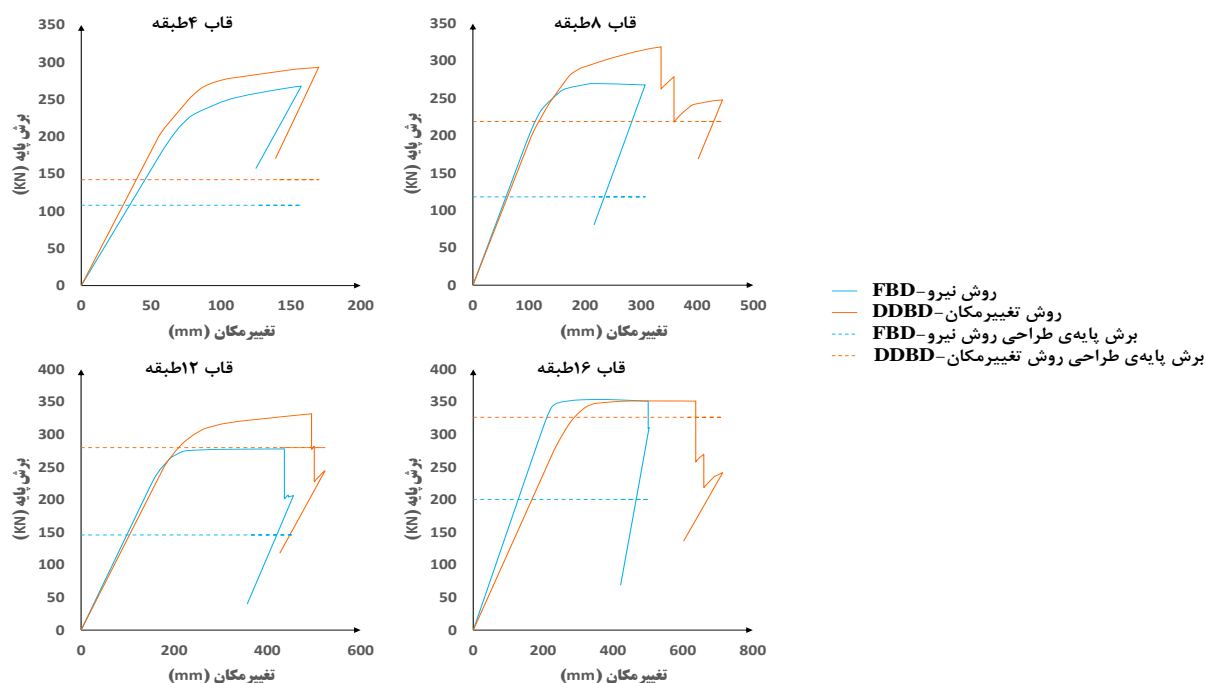 قاب ۴طبقه
350
300
250
200
150
100
50
0
برش پایه (KN)
0 50 100 150 200
تغییرمکان (mm)
قاب ۸طبقه
350
300
250
200
150
100
50
0
برش پایه (KN)
0 100 200 300 400 500
تغییرمکان (mm)
قاب ۱۲طبقه
400
350
300
250
200
150
100
50
0
برش پایه (KN)
0 200 400 600
تغییرمکان (mm)
قاب ۱۶طبقه
400
350
300
250
200
150
100
50
0
برش پایه (KN)
0 200 400 600 800
تغییرمکان (mm)
روش نیرو-FBD
روش تغییرمکان-DDBD
برش پایه‌ی طراحی روش نیرو-FBD
برش پایه‌ی طراحی روش تغییرمکان-DDBD